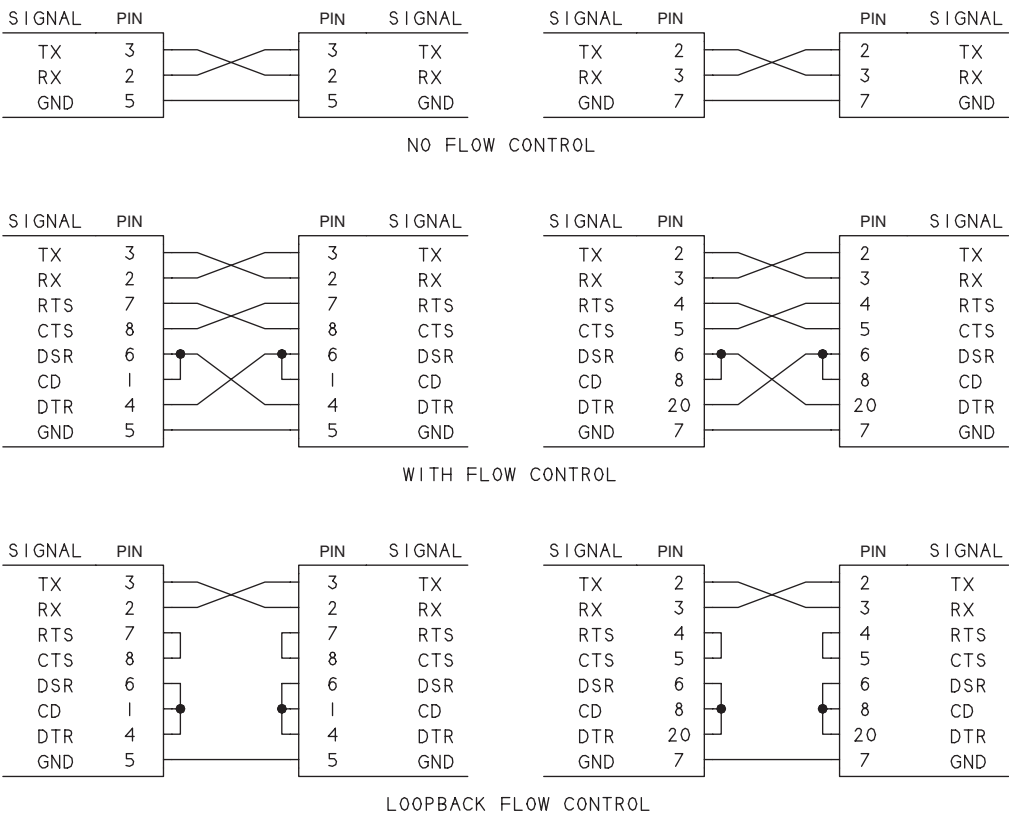 SIGNAL PIN PIN SIGNAL SIGNAL PIN PIN SIGNAL
TX 3 3 TX TX 2 2 TX
RX 2 2 RX RX 3 3 RX
GND 5 5 GND GND 7 7 GND
NO FLOW CONTROL
SIGNAL PIN PIN SIGNAL SIGNAL PIN PIN SIGNAL
TX 3 3 TX TX 2 2 TX
RX 2 2 RX RX 3 3 RX
RTS 7 7 RTS RTS 4 4 RTS
CTS 8 8 CTS CTS 5 5 CTS
DSR 6 6 DSR DSR 6 6 DSR
CD 1 1 CD CD 8 8 CD
DTR 4 4 DTR DTR 20 20 DTR
GND 5 5 GND GND 7 7 GND
WITH FLOW CONTROL
SIGNAL PIN PIN SIGNAL SIGNAL PIN PIN SIGNAL
TX 3 3 TX TX 2 2 TX
RX 2 2 RX RX 3 3 RX
RTS 7 7 RTS RTS 4 4 RTS
CTS 8 8 CTS CTS 5 5 CTS
DSR 6 6 DSR DSR 6 6 DSR
CD 1 1 CD CD 8 8 CD
DTR 4 4 DTR DTR 20 20 DTR
GND 5 5 GND GND 7 7 GND
LOOPBACK FLOW CONTROL